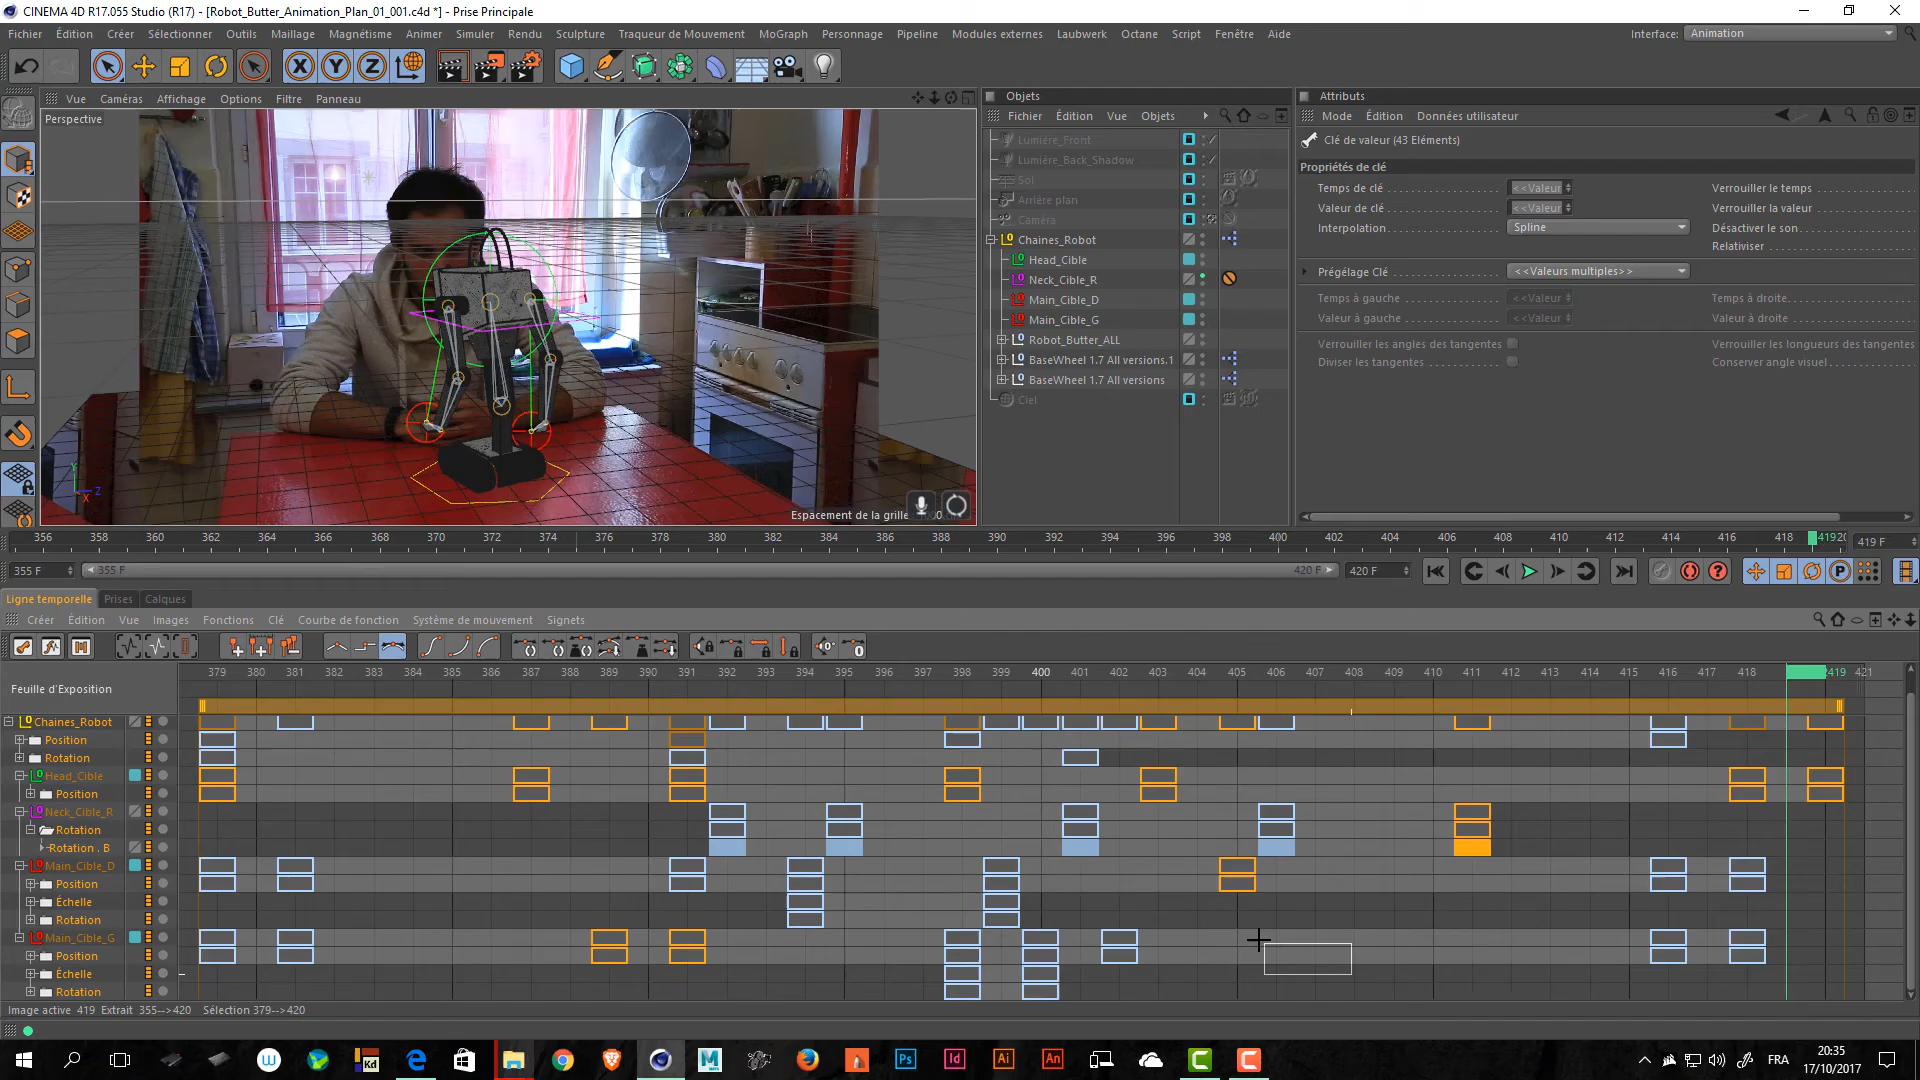 CINEMA 4D R17.055 Studio (R17) - [Robot_Butter_Animation_Plan_01_001.c4d *] - Prise Principale
Fichier Édition Créer Sélectionner Outils Maillage Magnétisme Animer Simuler Rendu Sculpture Traqueur de Mouvement MoGraph Personnage Pipeline Modules externes Laubwerk Octane Script Fenêtre Aide Interface: Animation
Vue Caméras Affichage Options Filtre Panneau
Perspective
Espacement de la grille
Objets
Fichier Édition Vue Objets
Lumière_Front
Lumière_Back_Shadow
Sol
Arrière plan
Caméra
Chaines_Robot
Head_Cible
Neck_Cible_R
Main_Cible_D
Main_Cible_G
Robot_Butter_ALL
BaseWheel 1.7 All versions.1
BaseWheel 1.7 All versions
Ciel
Attributs
Mode Édition Données utilisateur
Clé de valeur (43 Eléments)
Propriétés de clé
Temps de clé <<Valeur Verrouiller le temps
Valeur de clé <<Valeur Verrouiller la valeur
Interpolation Spline Désactiver le son
Relativiser
Prégélage Clé <<Valeurs multiples>>
Temps à gauche <<Valeur Temps à droite
Valeur à gauche <<Valeur Valeur à droite
Verrouiller les angles des tangentes Verrouiller les longueurs des tangentes
Diviser les tangentes Conserver angle visuel
356 358 360 362 364 366 368 370 372 374 376 378 380 382 384 386 388 390 392 394 396 398 400 402 404 406 408 410 412 414 416 418 419 419 F
355 F 355 F 420 F 420 F
Ligne temporelle Prises Calques
Créer Édition Vue Images Fonctions Clé Courbe de fonction Système de mouvement Signets
Feuille d'Exposition
379 380 381 382 383 384 385 386 387 388 389 390 391 392 393 394 395 396 397 398 399 400 401 402 403 404 405 406 407 408 409 410 411 412 413 414 415 416 417 418 419 421
Chaines_Robot
Position
Rotation
Head_Cible
Position
Neck_Cible_R
Rotation
Rotation . B
Main_Cible_D
Position
Échelle
Rotation
Main_Cible_G
Position
Échelle
Rotation
Image active 419 Extrait 355-->420 Sélection 379-->420
FRA
20:35
17/10/2017